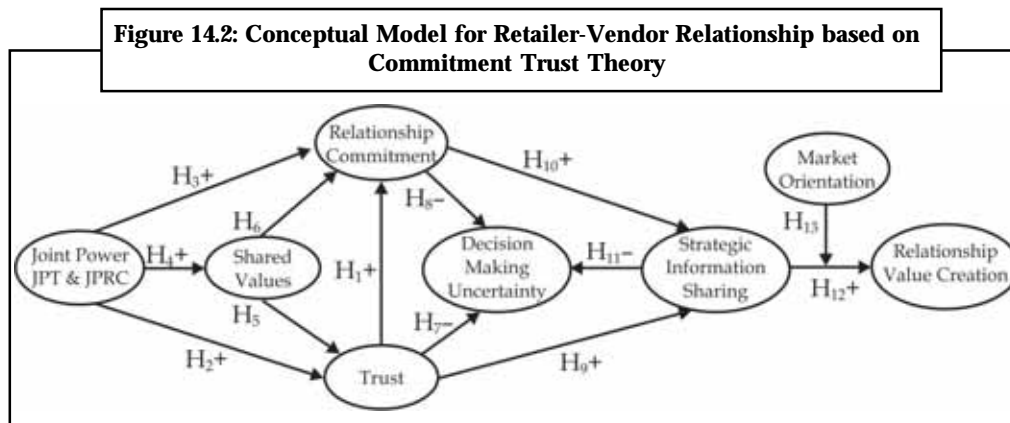 Figure 14.2: Conceptual Model for Retailer-Vendor Relationship based on
Commitment Trust Theory
Relationship
Commitment
H₃+
H₁₀+
Market
Orientation
H₆
H₈–
H₁₃
Joint Power
JPT & JPRC
H₄+
Shared
Values
H₁+
Decision
Making
Uncertainty
H₁₁–
Strategic
Information
Sharing
H₁₂+
Relationship
Value Creation
H₅
H₇–
H₂+
Trust
H₉+